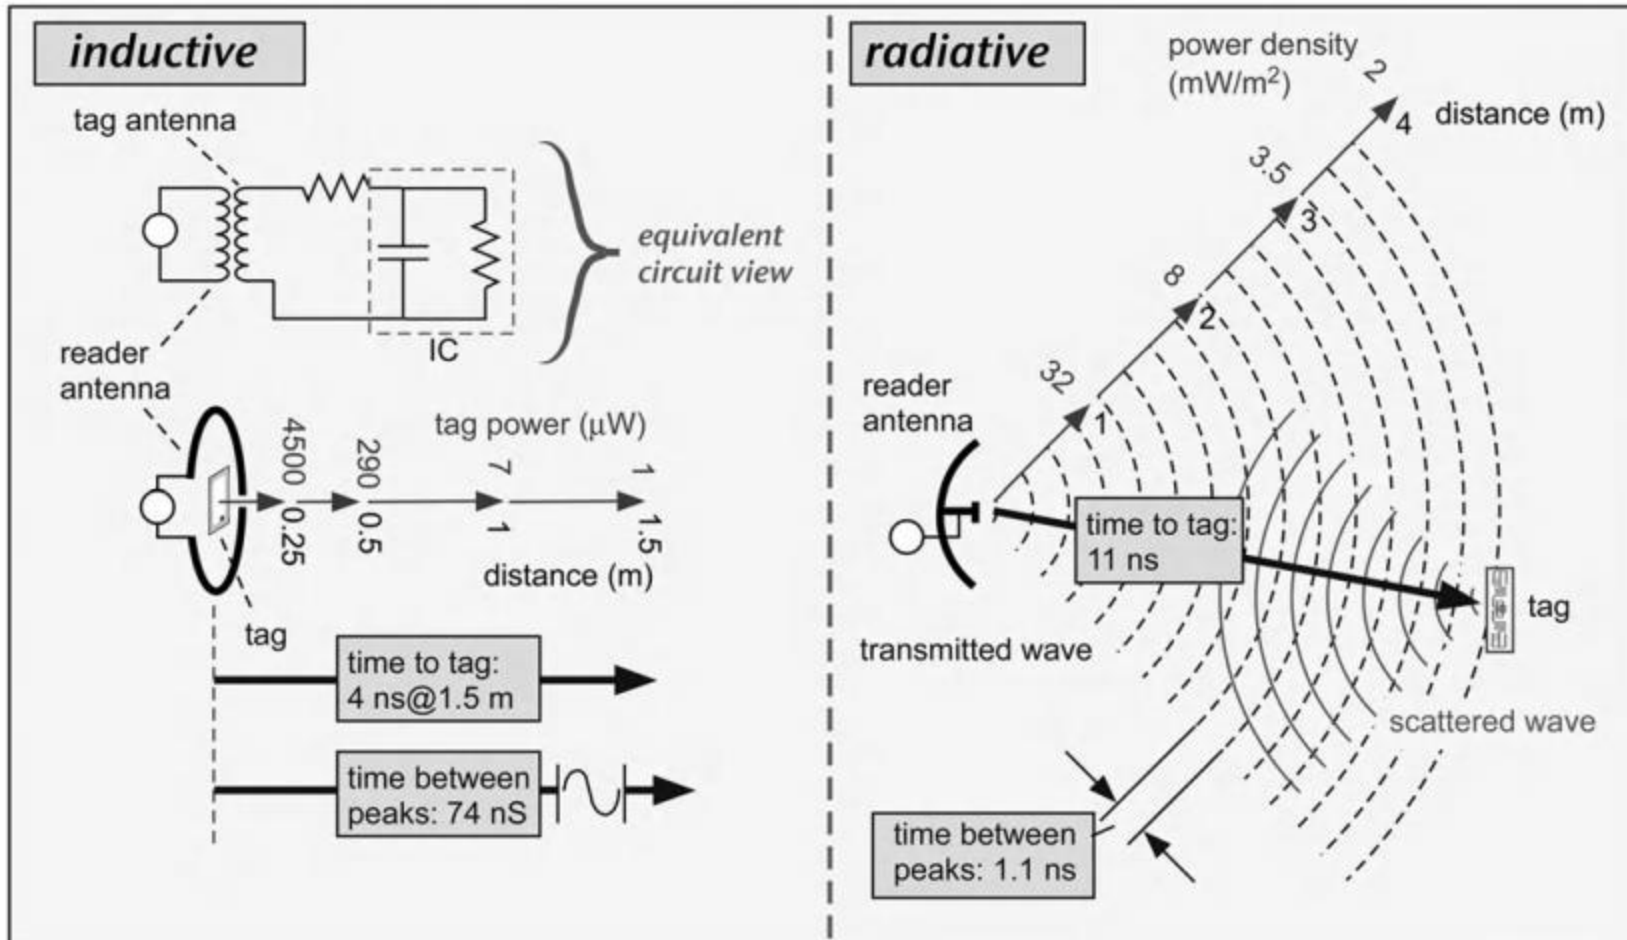 inductive
tag antenna
equivalent
circuit view
IC
reader
antenna
tag power (µW)
4500
290
7
1
0.25
0.5
1
1.5
distance (m)
tag
time to tag:
4 ns@1.5 m
time between
peaks: 74 nS
radiative
power density
(mW/m²)
2
4
distance (m)
3.5
3
8
2
32
1
reader
antenna
time to tag:
11 ns
tag
transmitted wave
scattered wave
time between
peaks: 1.1 ns